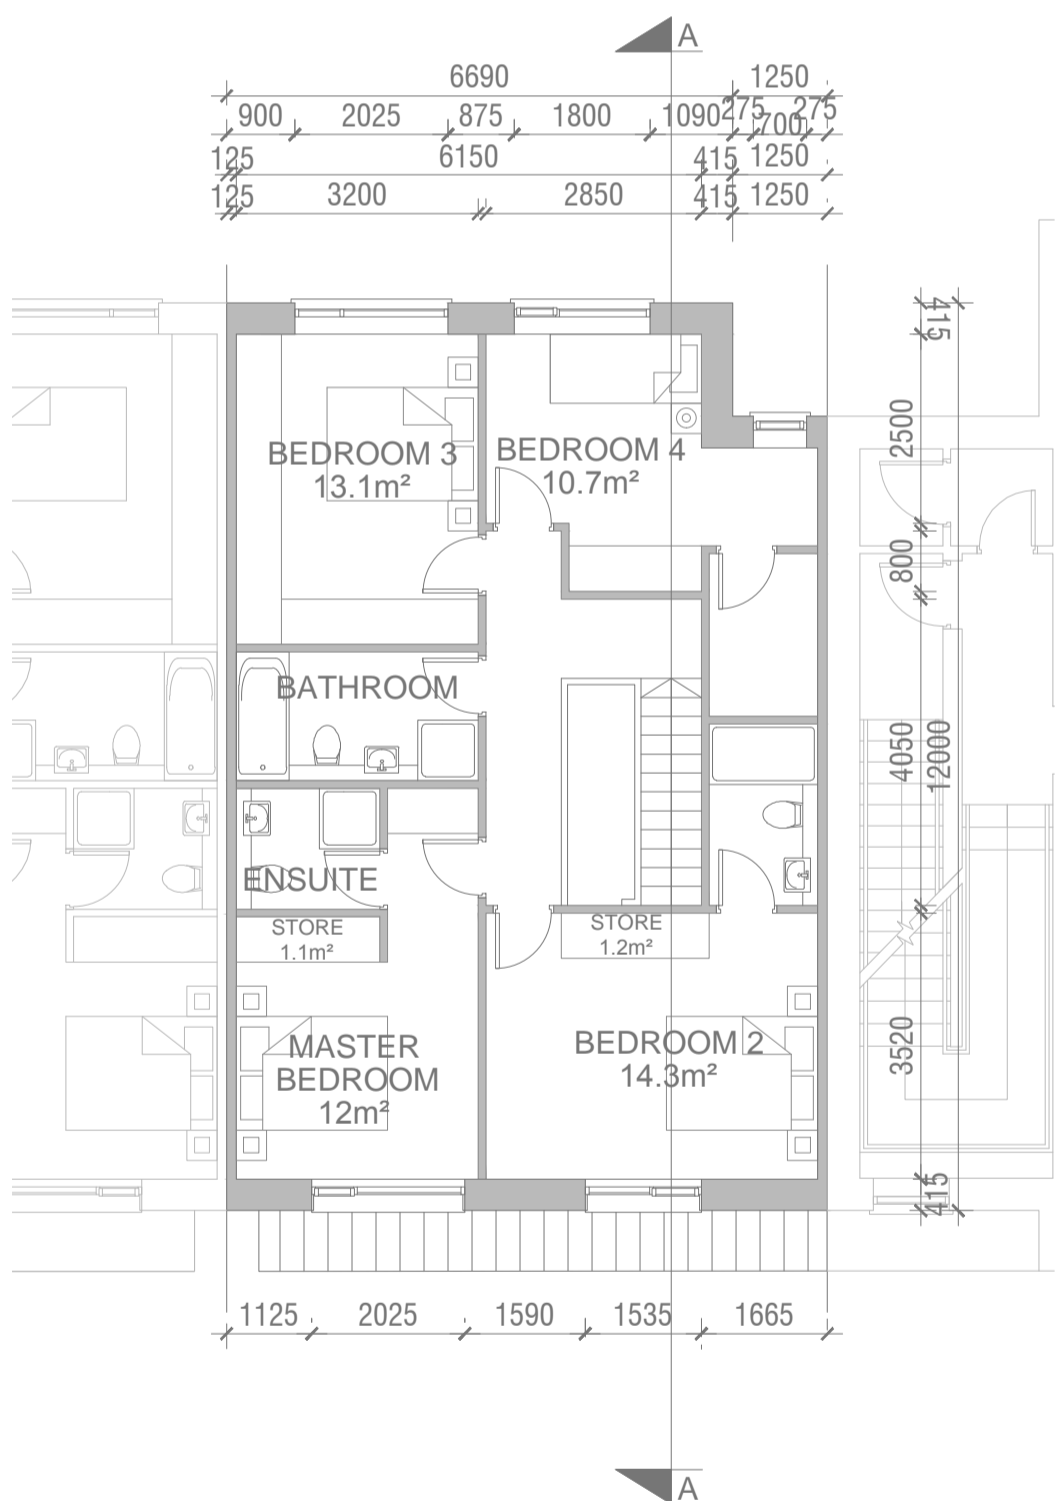 A
6690 1250
900 2025 875 1800 1090 275 700 275
125 6150 415 1250
125 3200 2850 415 1250
415
2500
BEDROOM 3
13.1m²
BEDROOM 4
10.7m²
800
BATHROOM
4050
12000
ENSUITE
STORE
1.1m²
STORE
1.2m²
MASTER
BEDROOM
12m²
BEDROOM 2
14.3m²
3520
415
1125 2025 1590 1535 1665
A